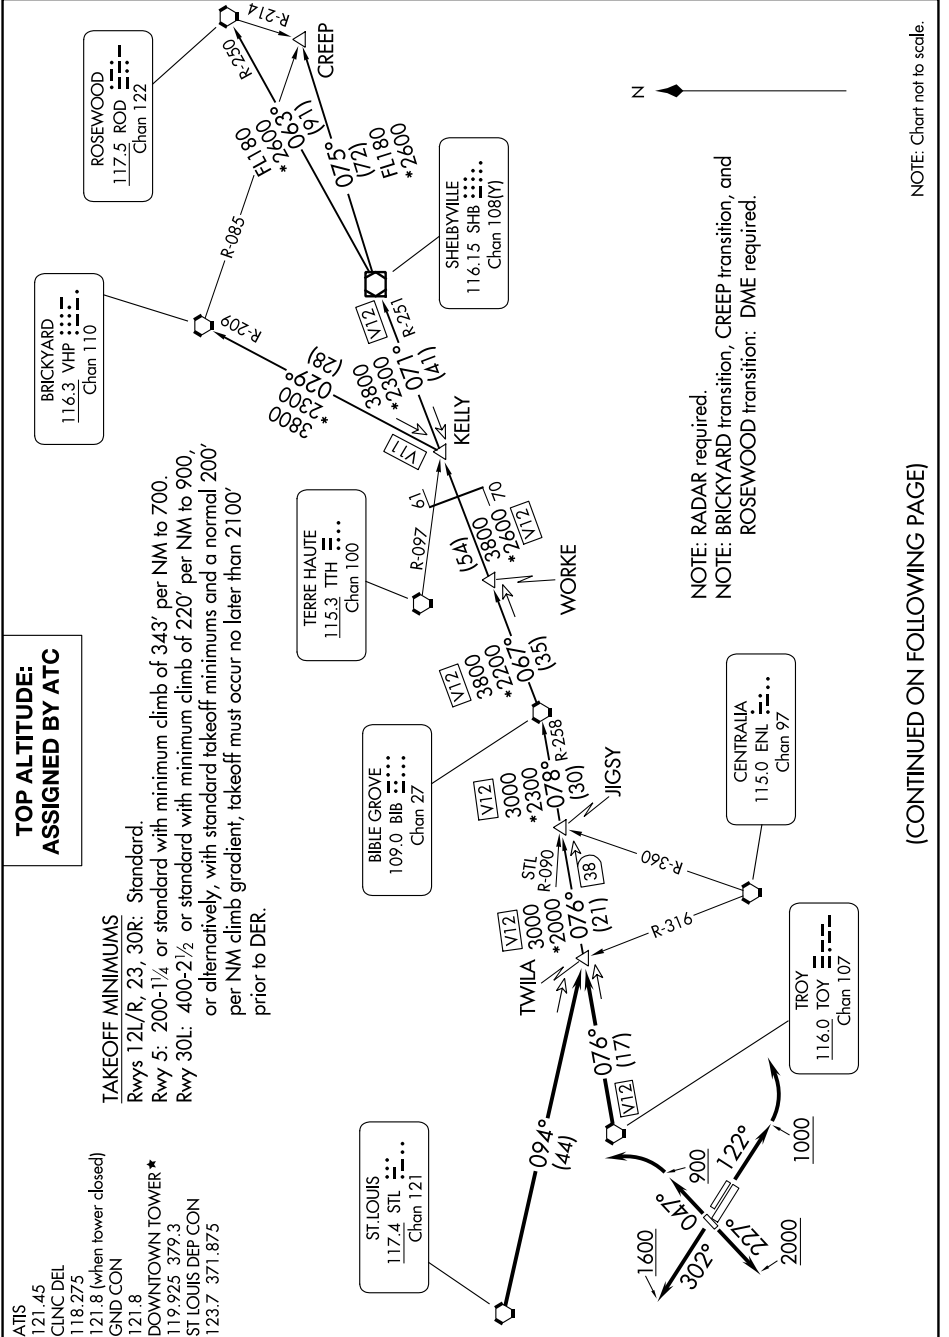 TOP ALTITUDE:
ASSIGNED BY ATC
ATIS
121.45
CLNC DEL
118.275
121.8 (when tower closed)
GND CON
121.8
DOWNTOWN TOWER★
119.925 379.3
ST LOUIS DEP CON
123.7 371.875
TAKEOFF MINIMUMS
Rwys 12L/R, 23, 30R: Standard.
Rwy 5: 200-1¼ or standard with minimum climb of 343' per NM to 700.
Rwy 30L: 400-2½ or standard with minimum climb of 220' per NM to 900,
or alternatively, with standard takeoff minimums and a normal 200'
per NM climb gradient, takeoff must occur no later than 2100'
prior to DER.
ST. LOUIS
117.4 STL
Chan 121
094°
(44)
TROY
116.0 TOY
Chan 107
V12
076°
(17)
TWILA
V12
3000
*2000
076°
(21)
STL
R-090
38
JIGSY
CENTRALIA
115.0 ENL
Chan 97
R-316
R-360
V12
3000
*2300
078°
(30)
R-258
BIBLE GROVE
109.0 BIB
Chan 27
V12
3800
*2200
067°
(35)
WORKE
(54)
3800
*2600
V12
61
70
TERRE HAUTE
115.3 TTH
Chan 100
R-097
KELLY
V11
3800
*2300
029°
(28)
R-209
BRICKYARD
116.3 VHP
Chan 110
R-085
V12
3800
*2300
071°
(41)
R-251
SHELBYVILLE
116.15 SHB
Chan 108(Y)
FL180
*2600
063°
(91)
R-250
ROSEWOOD
117.5 ROD
Chan 122
R-214
CREEP
075°
(72)
FL180
*2600
1600
302°
047°
900
122°
1000
227°
2000
N
NOTE: RADAR required.
NOTE: BRICKYARD transition, CREEP transition, and
ROSEWOOD transition: DME required.
NOTE: Chart not to scale.
(CONTINUED ON FOLLOWING PAGE)